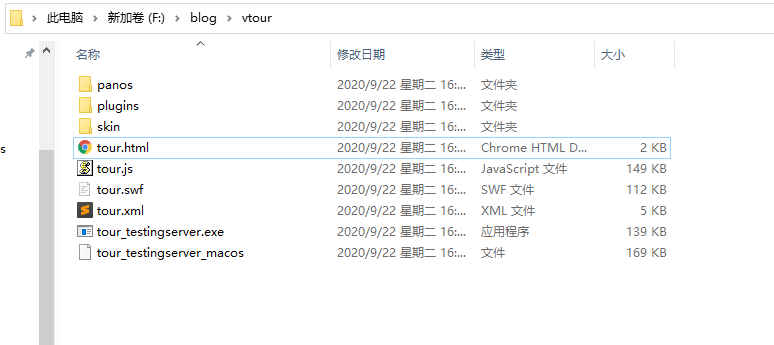 此电脑 新加卷 (F:) blog vtour
名称 修改日期 类型 大小
panos 2020/9/22 星期二 16:... 文件夹
plugins 2020/9/22 星期二 16:... 文件夹
skin 2020/9/22 星期二 16:... 文件夹
s
tour.html 2020/9/22 星期二 16:... Chrome HTML D... 2 KB
tour.js 2020/9/22 星期二 16:... JavaScript 文件 149 KB
tour.swf 2020/9/22 星期二 16:... SWF 文件 112 KB
tour.xml 2020/9/22 星期二 16:... XML 文件 5 KB
tour_testingserver.exe 2020/9/22 星期二 16:... 应用程序 139 KB
tour_testingserver_macos 2020/9/22 星期二 16:... 文件 169 KB